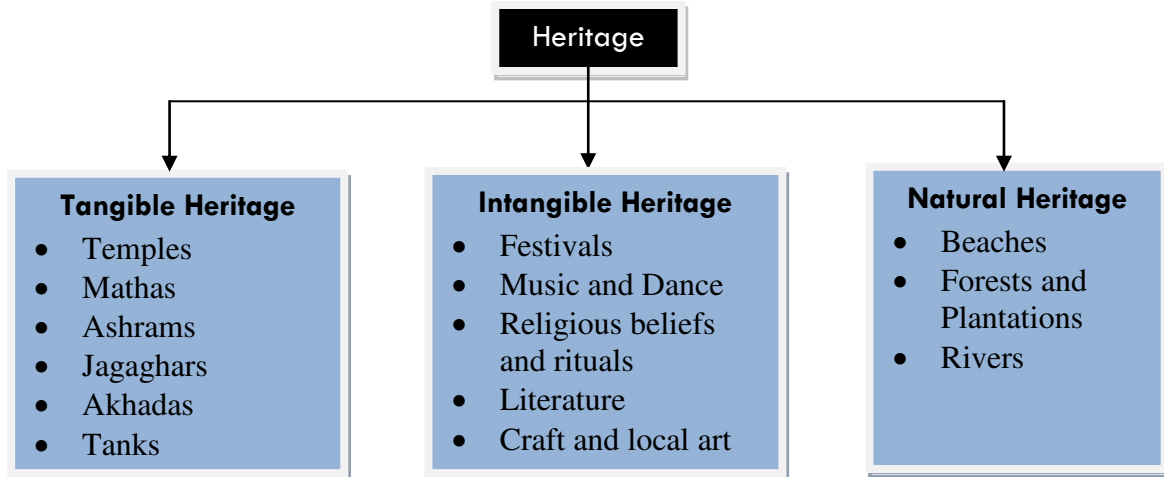 Heritage
Tangible Heritage
• Temples
• Mathas
• Ashrams
• Jagaghars
• Akhadas
• Tanks
Intangible Heritage
• Festivals
• Music and Dance
• Religious beliefs
and rituals
• Literature
• Craft and local art
Natural Heritage
• Beaches
• Forests and
Plantations
• Rivers